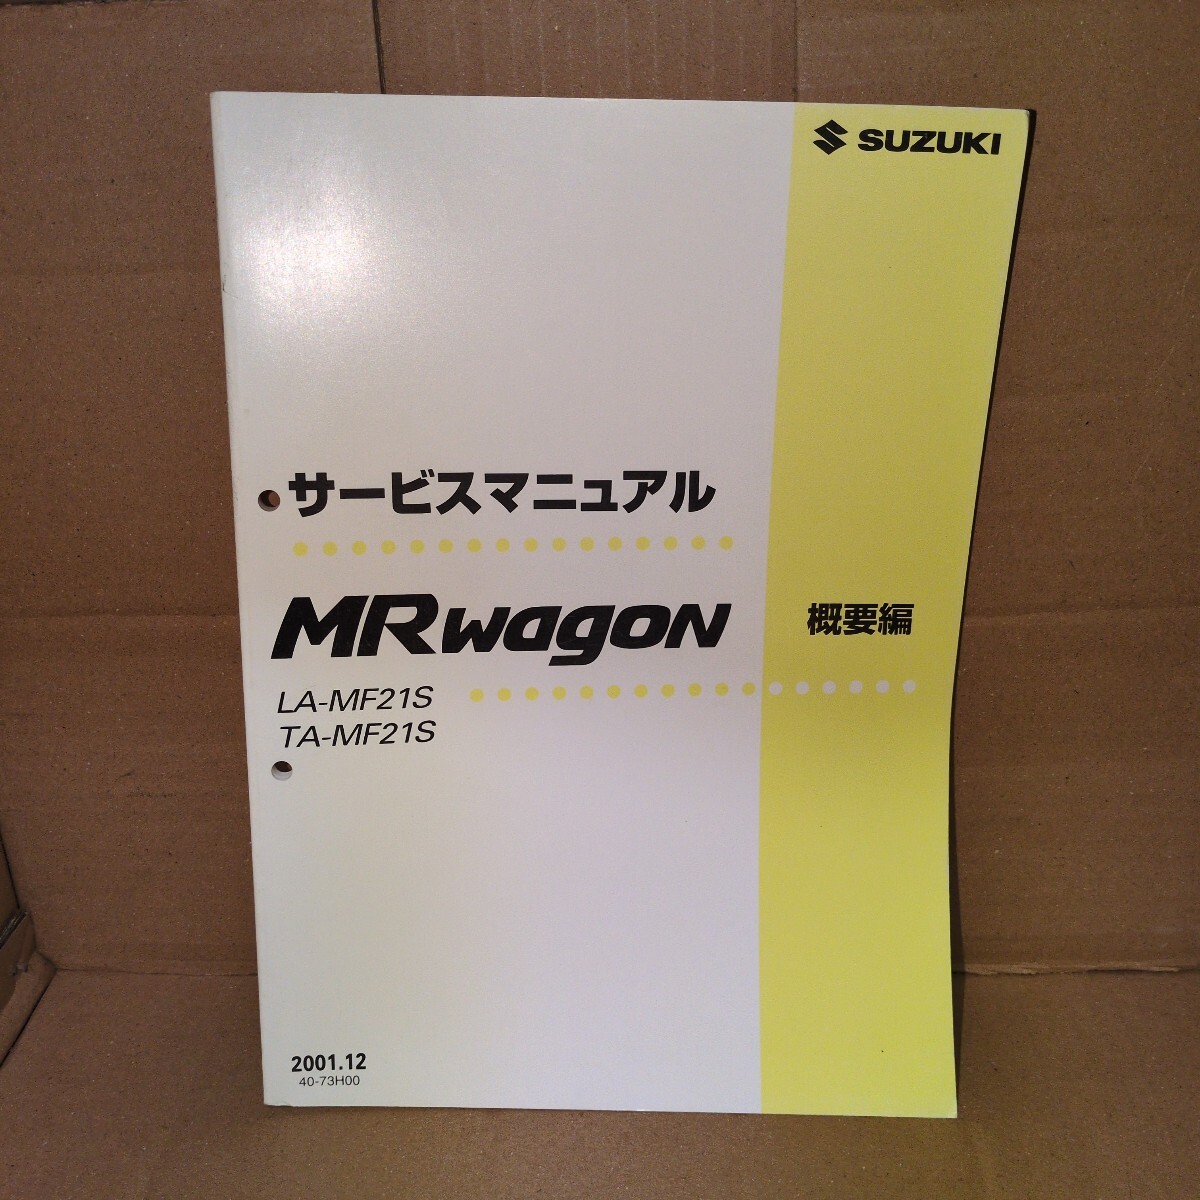 SUZUKI
サービスマニュアル
MRwagon
概要編
LA-MF21S
TA-MF21S
2001.12
40-73H00